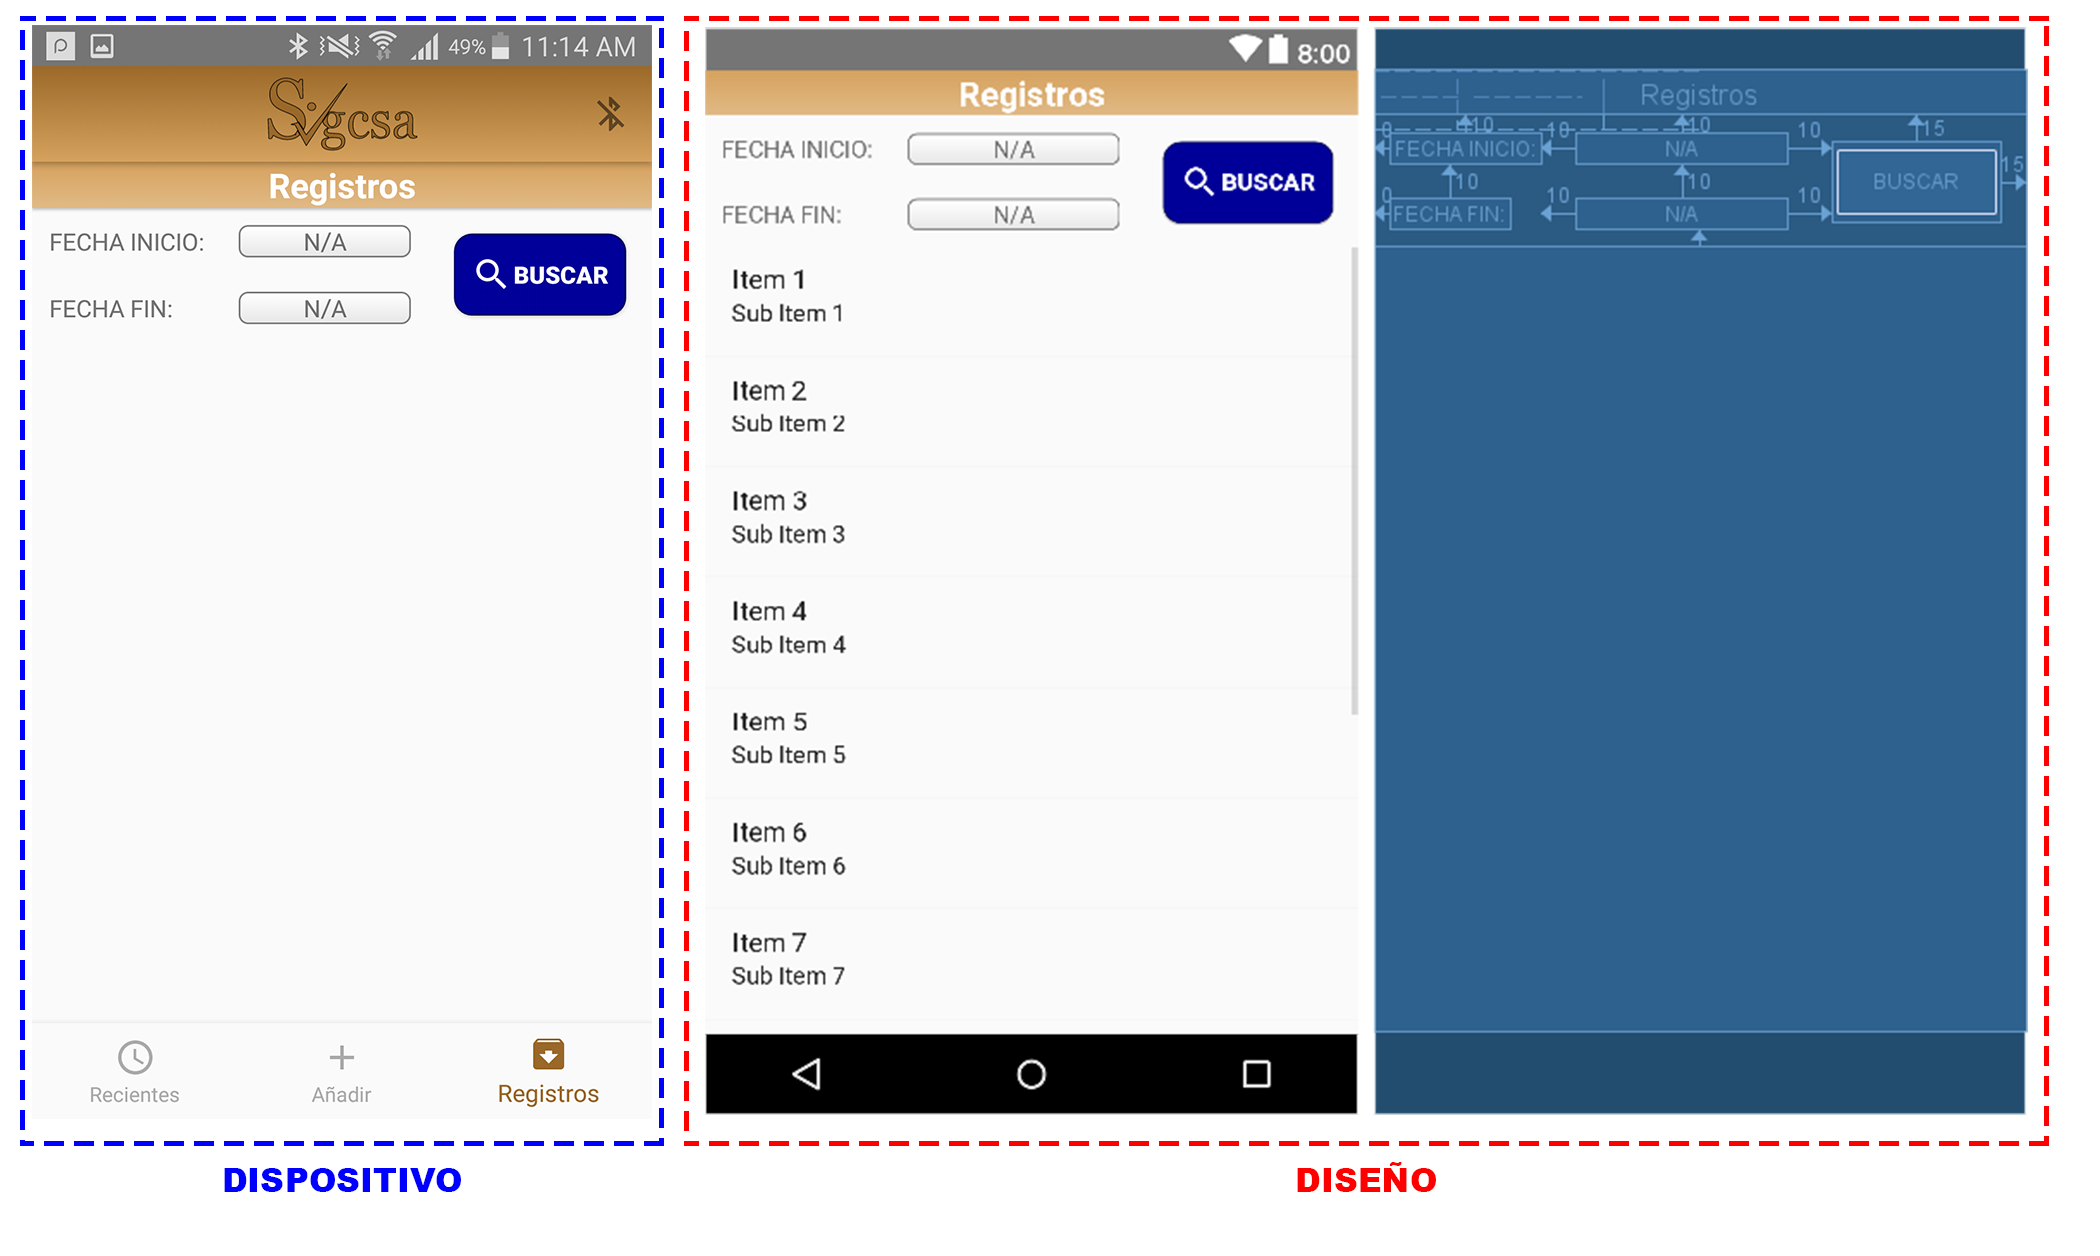 49% 11:14 AM
Sigcsa
Registros
FECHA INICIO: N/A
BUSCAR
FECHA FIN: N/A
Recientes
Añadir
Registros
DISPOSITIVO
8:00
Registros
FECHA INICIO: N/A
BUSCAR
FECHA FIN: N/A
Item 1
Sub Item 1
Item 2
Sub Item 2
Item 3
Sub Item 3
Item 4
Sub Item 4
Item 5
Sub Item 5
Item 6
Sub Item 6
Item 7
Sub Item 7
Registros
0 10 10 10 10 15
FECHA INICIO: N/A
BUSCAR
15
0 10 10 10 10
FECHA FIN: N/A
DISEÑO